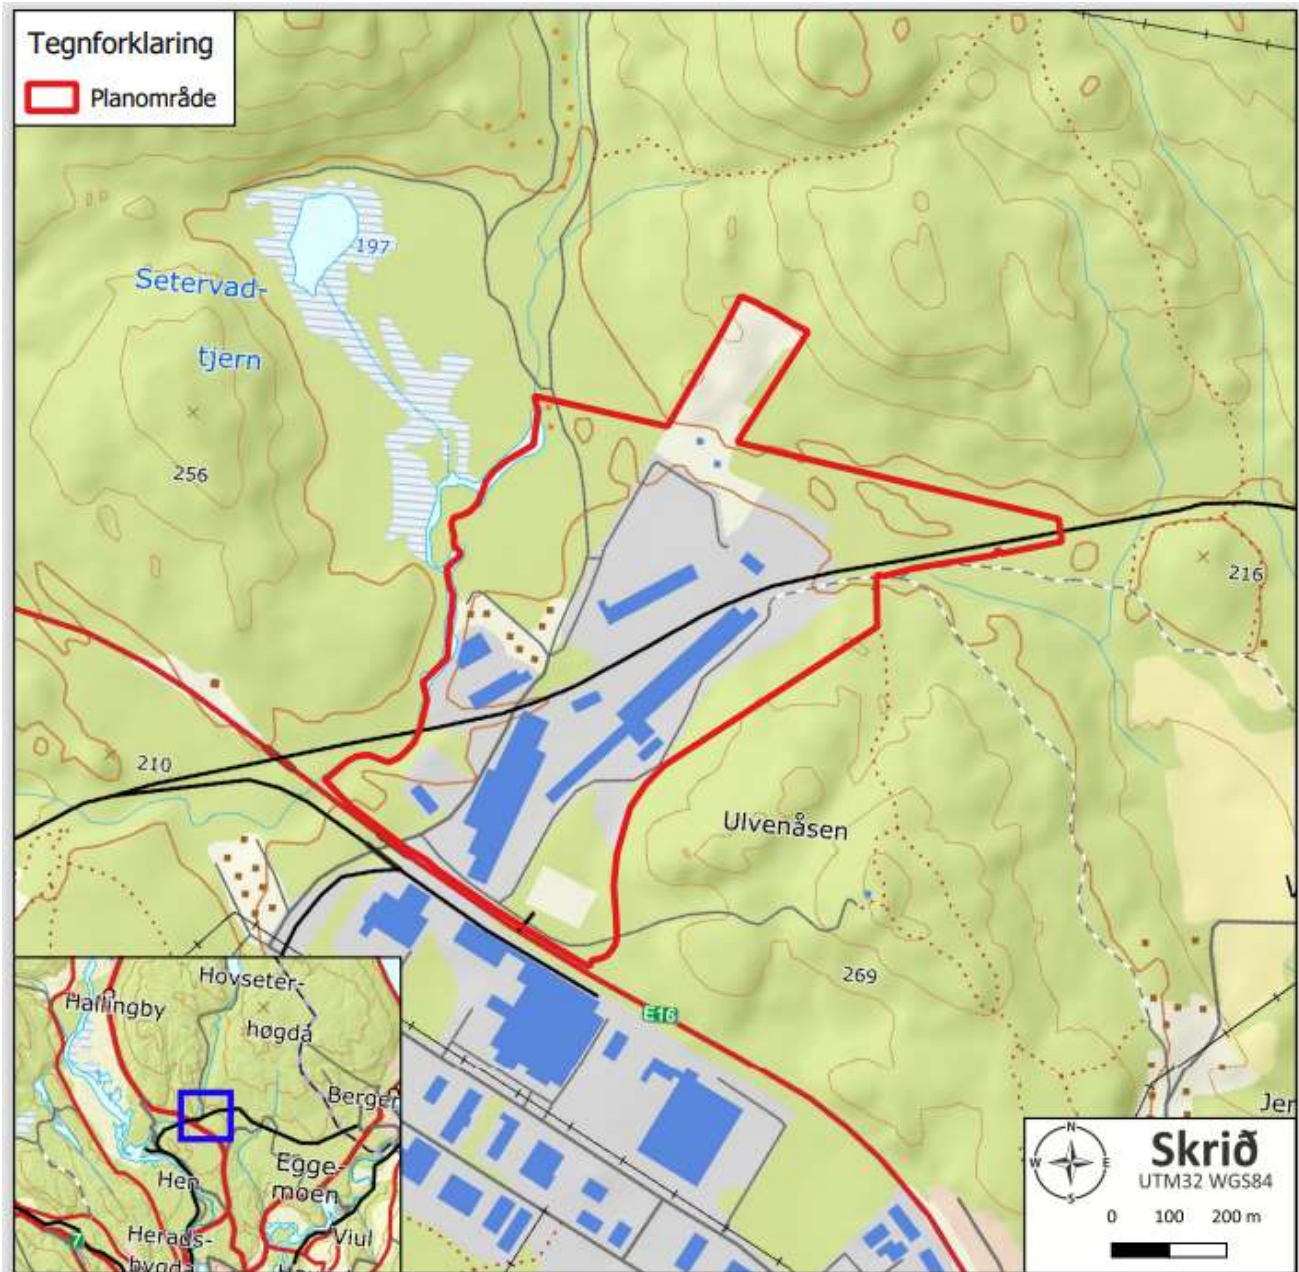 Tegnforklaring
Planområde
197
Setervad-
tjern
256
216
210
Ulvenåsen
269
E16
Jer
Hovseter-
høgda
Hallingby
Berger
Egge-
moen
Hen
Viul
Herads-
bygda
7
N
W E
S
Skrið
UTM32 WGS84
0 100 200 m